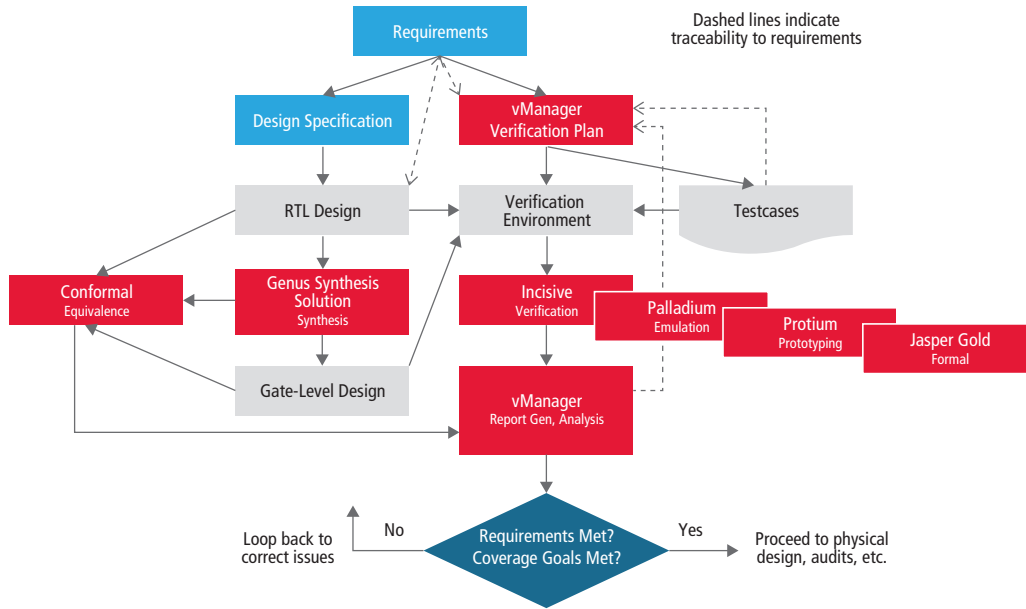 Requirements
Dashed lines indicate
traceability to requirements
Design Specification
vManager
Verification Plan
RTL Design
Verification
Environment
Testcases
Conformal
Equivalence
Genus Synthesis
Solution
Synthesis
Incisive
Verification
Palladium
Emulation
Protium
Prototyping
Jasper Gold
Formal
Gate-Level Design
vManager
Report Gen, Analysis
Loop back to
correct issues
No
Requirements Met?
Coverage Goals Met?
Yes
Proceed to physical
design, audits, etc.